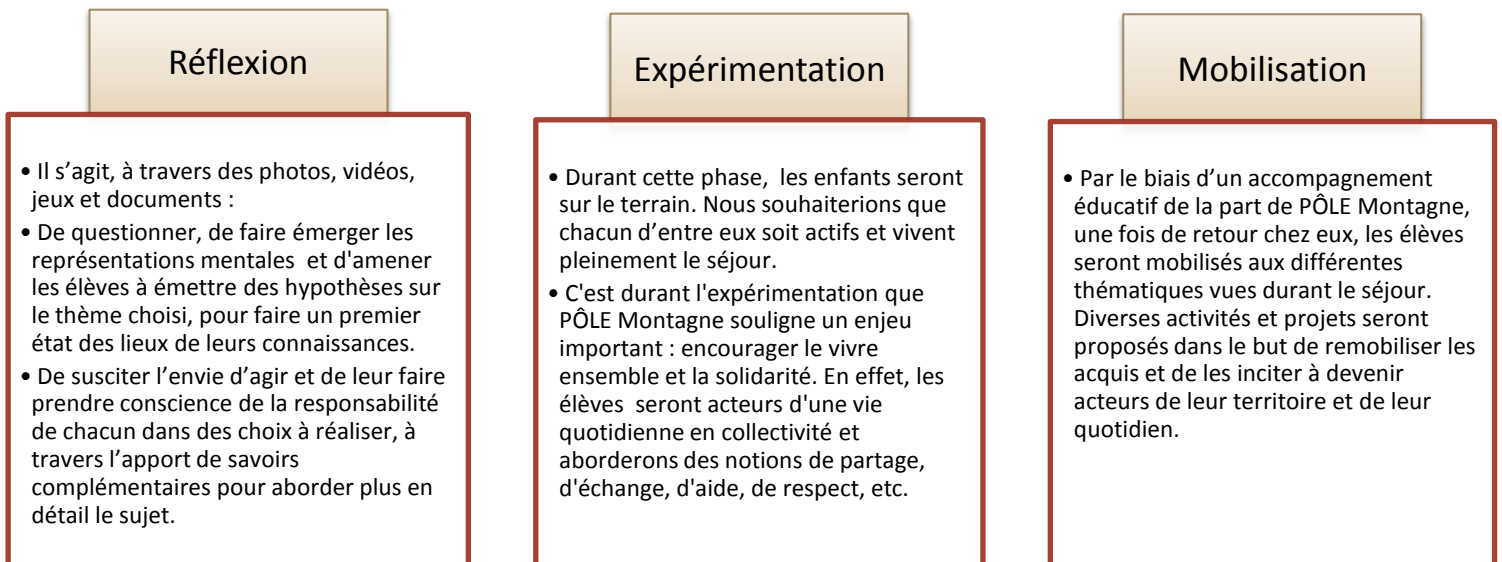 Réflexion
• Il s’agit, à travers des photos, vidéos,
jeux et documents :
• De questionner, de faire émerger les
représentations mentales  et d'amener
les élèves à émettre des hypothèses sur
le thème choisi, pour faire un premier
état des lieux de leurs connaissances.
• De susciter l’envie d’agir et de leur faire
prendre conscience de la responsabilité
de chacun dans des choix à réaliser, à
travers l’apport de savoirs
complémentaires pour aborder plus en
détail le sujet.
Expérimentation
• Durant cette phase,  les enfants seront
sur le terrain. Nous souhaiterions que
chacun d’entre eux soit actifs et vivent
pleinement le séjour.
• C'est durant l'expérimentation que
PÔLE Montagne souligne un enjeu
important : encourager le vivre
ensemble et la solidarité. En effet, les
élèves  seront acteurs d'une vie
quotidienne en collectivité et
aborderons des notions de partage,
d'échange, d'aide, de respect, etc.
Mobilisation
• Par le biais d’un accompagnement
éducatif de la part de PÔLE Montagne,
une fois de retour chez eux, les élèves
seront mobilisés aux différentes
thématiques vues durant le séjour.
Diverses activités et projets seront
proposés dans le but de remobiliser les
acquis et de les inciter à devenir
acteurs de leur territoire et de leur
quotidien.